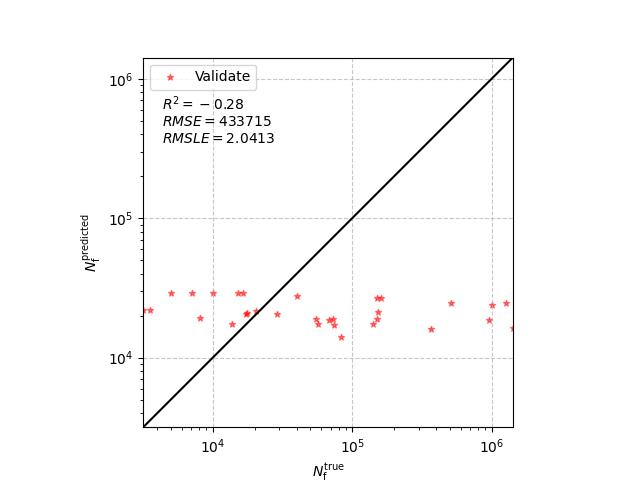 Validate
R² = −0.28
RMSE = 433715
RMSLE = 2.0413
10⁶
10⁵
10⁴
N_f^predicted
10⁴ 10⁵ 10⁶
N_f^true